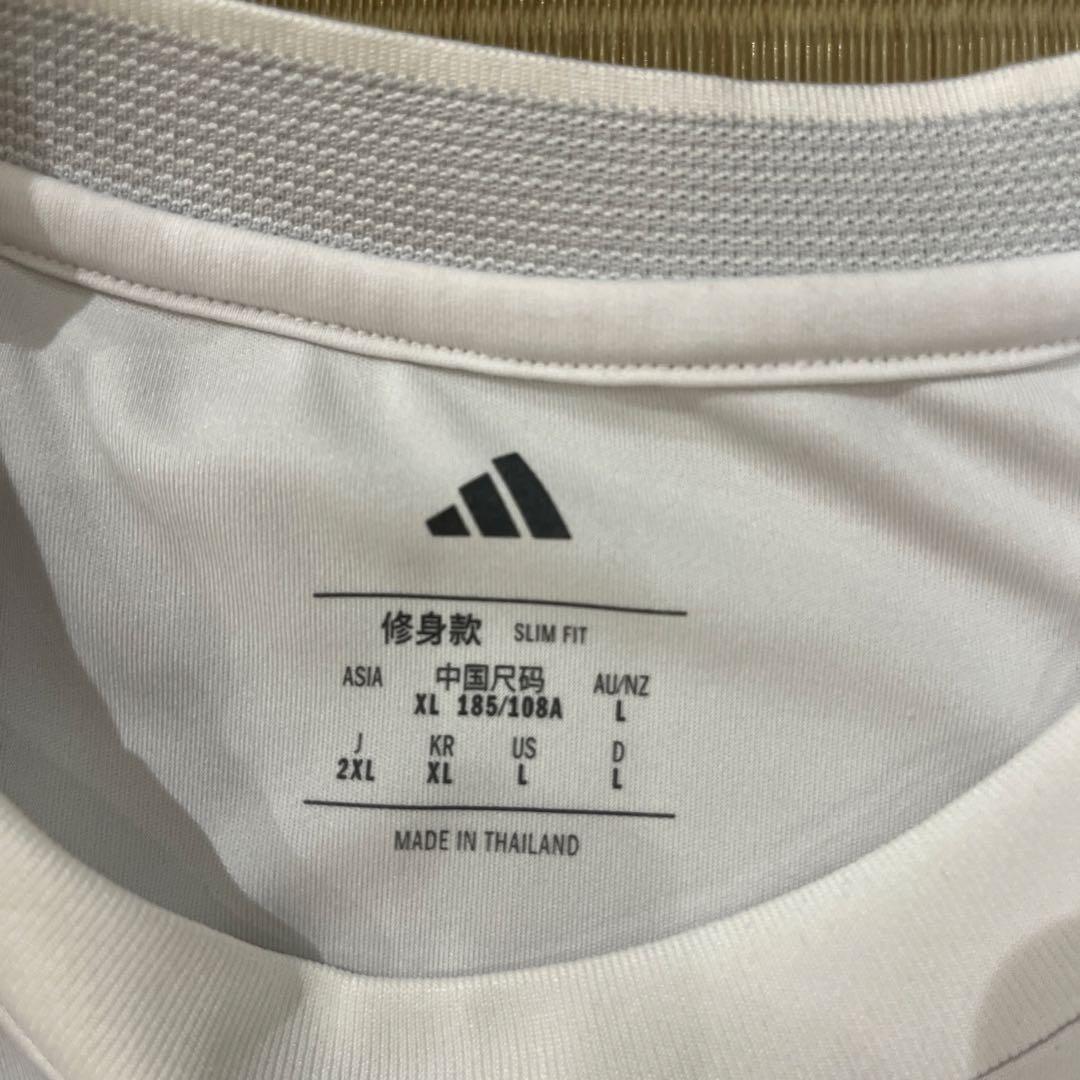 修身款 SLIM FIT
ASIA 中国尺码 AU/NZ
XL 185/108A L
J KR US D
2XL XL L L
MADE IN THAILAND